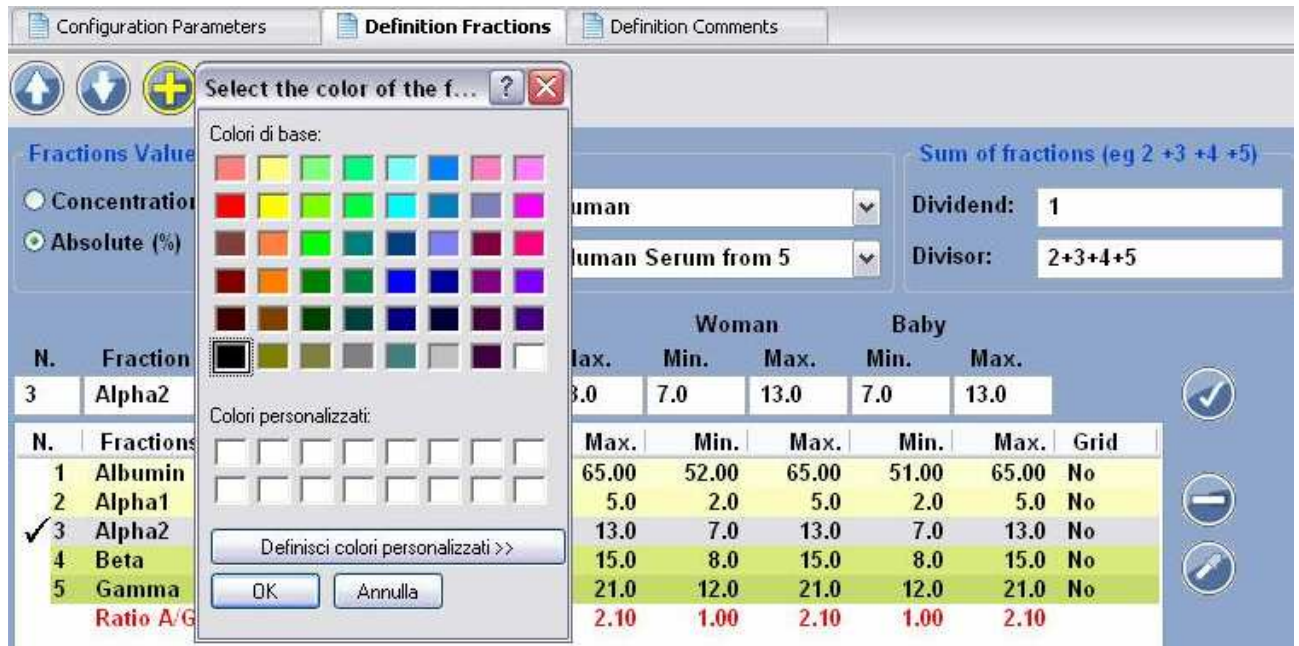 Configuration Parameters Definition Fractions Definition Comments
Select the color of the f... ?
Colori di base:
Fractions Value
Sum of fractions (eg 2 +3 +4 +5)
Dividend: 1
Absolute (%) Serum from 5
Divisor: 2+3+4+5
Woman Baby
N. Fraction Min. Max. Min. Max.
3 Alpha2 7.0 13.0 7.0 13.0
Colori personalizzati:
N. Fractions Max. Min. Max. Min. Max. Grid
1 Albumin 65.00 52.00 65.00 51.00 65.00 No
2 Alpha1 5.0 2.0 5.0 2.0 5.0 No
3 Alpha2 13.0 7.0 13.0 7.0 13.0 No
4 Beta 15.0 8.0 15.0 8.0 15.0 No
5 Gamma 21.0 12.0 21.0 12.0 21.0 No
Ratio A/G 2.10 1.00 2.10 1.00 2.10
Definisci colori personalizzati >>
OK Annulla